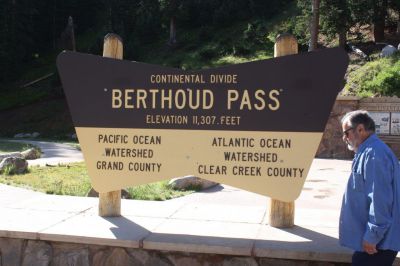 CONTINENTAL DIVIDE
"BERTHOUD PASS"
ELEVATION 11,307 FEET
PACIFIC OCEAN
WATERSHED
GRAND COUNTY
ATLANTIC OCEAN
WATERSHED
CLEAR CREEK COUNTY